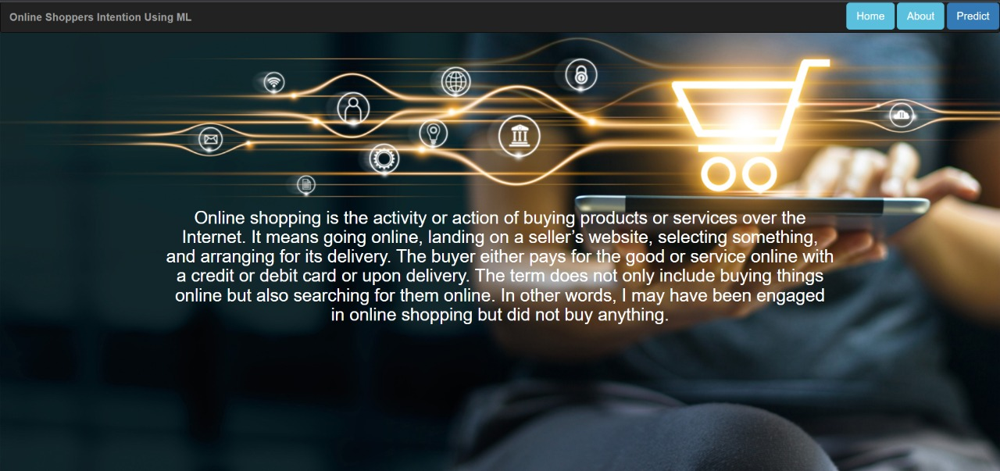 Online Shoppers Intention Using ML
Home
About
Predict
Online shopping is the activity or action of buying products or services over the
Internet. It means going online, landing on a seller’s website, selecting something,
and arranging for its delivery. The buyer either pays for the good or service online with
a credit or debit card or upon delivery. The term does not only include buying things
online but also searching for them online. In other words, I may have been engaged
in online shopping but did not buy anything.